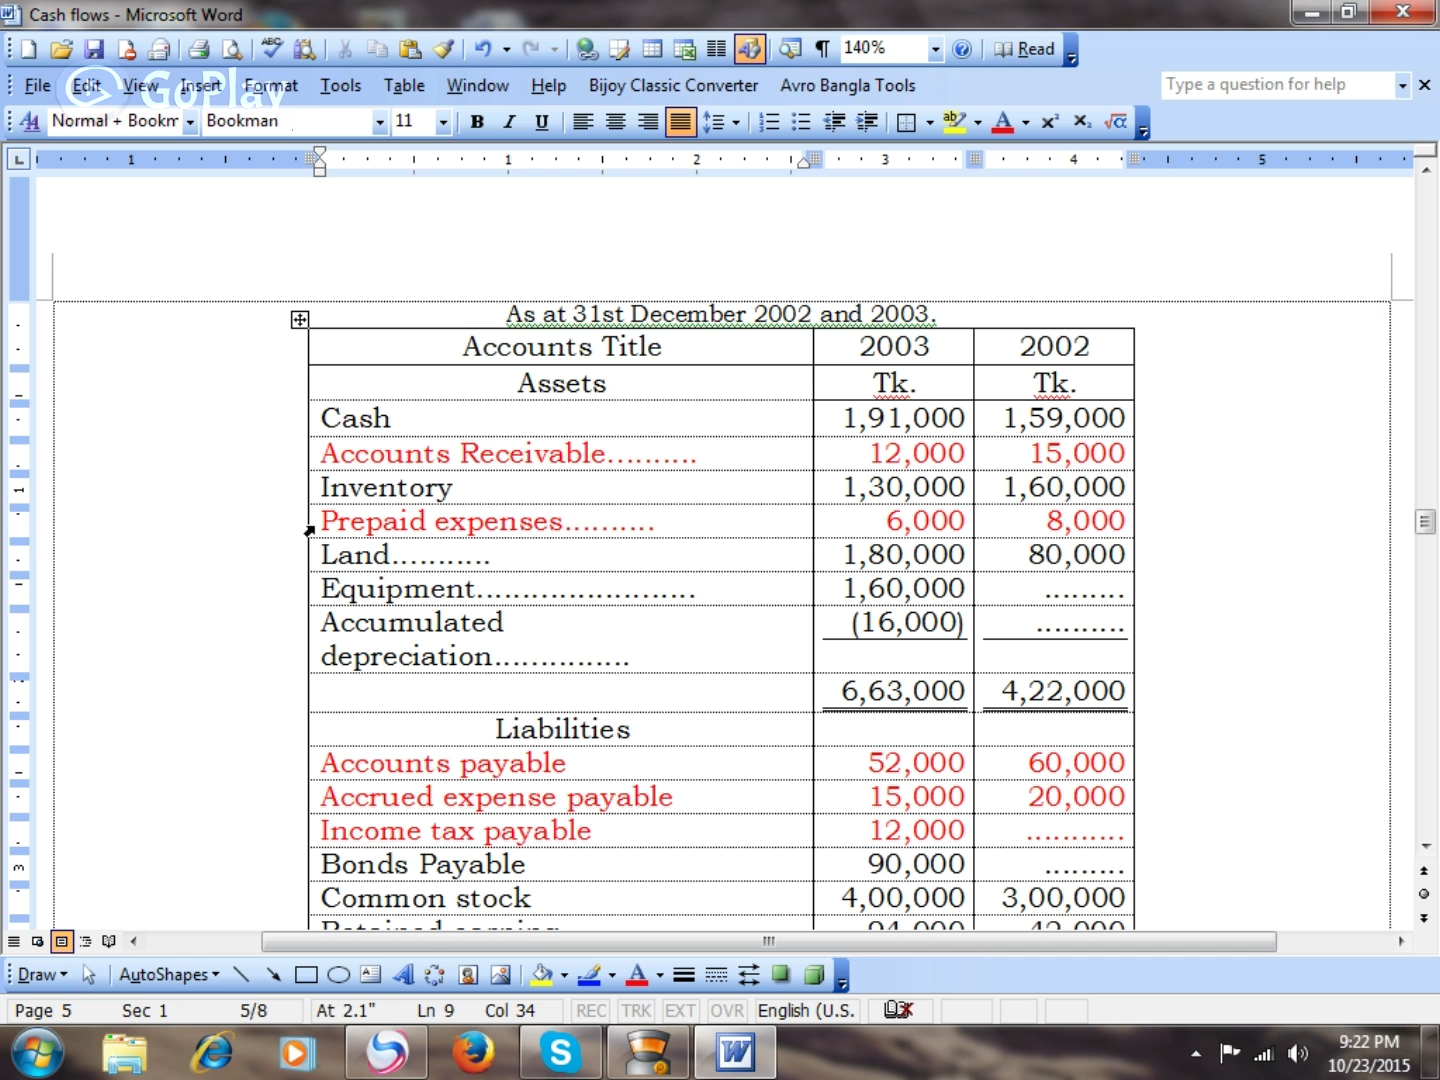 Cash flows - Microsoft Word
140%
Read
File Edit View Insert Format Tools Table Window Help Bijoy Classic Converter Avro Bangla Tools
Type a question for help
GoPlay
Normal + Bookm
Bookman
11
B I U
1 1 2 3 4 5
As at 31st December 2002 and 2003.
Accounts Title 2003 2002
Assets Tk. Tk.
Cash 1,91,000 1,59,000
Accounts Receivable.......... 12,000 15,000
Inventory 1,30,000 1,60,000
Prepaid expenses.......... 6,000 8,000
Land........... 1,80,000 80,000
Equipment........................ 1,60,000 .........
Accumulated (16,000) ..........
depreciation...............
6,63,000 4,22,000
Liabilities
Accounts payable 52,000 60,000
Accrued expense payable 15,000 20,000
Income tax payable 12,000 ...........
Bonds Payable 90,000 .........
Common stock 4,00,000 3,00,000
Draw AutoShapes
Page 5 Sec 1 5/8 At 2.1" Ln 9 Col 34 REC TRK EXT OVR English (U.S.
9:22 PM
10/23/2015